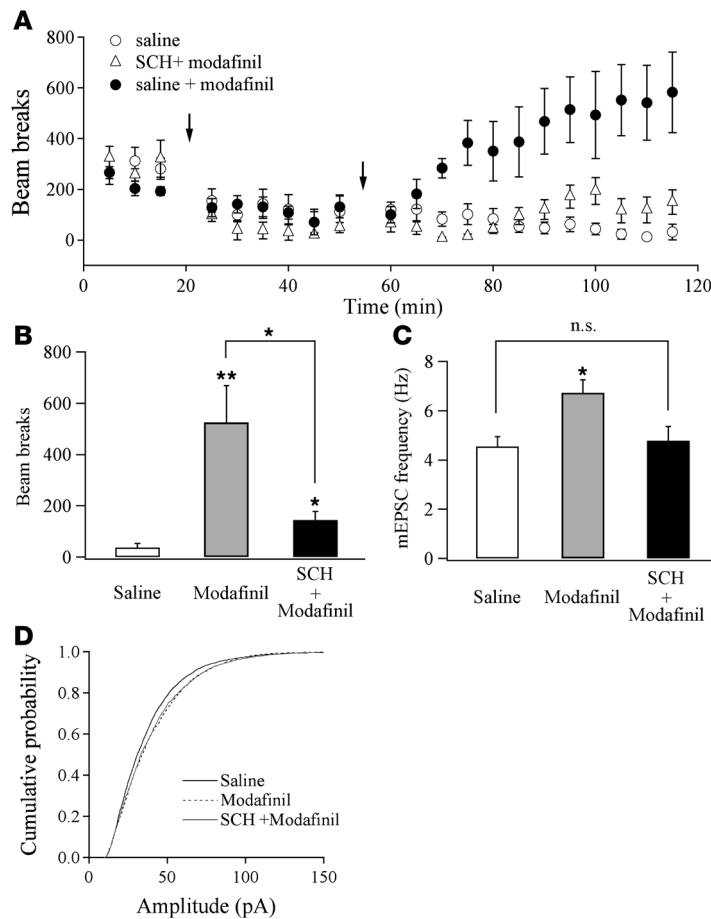 A
saline
SCH+ modafinil
saline + modafinil
Beam breaks
800
600
400
200
0
0 20 40 60 80 100 120
Time (min)
B
*
**
*
Beam breaks
800
600
400
200
0
Saline
Modafinil
SCH
+
Modafinil
C
n.s.
*
mEPSC frequency (Hz)
8
6
4
2
0
Saline
Modafinil
SCH
+
Modafinil
D
Cumulative probability
1.0
0.8
0.6
0.4
0.2
0.0
Saline
Modafinil
SCH +Modafinil
0 50 100 150
Amplitude (pA)